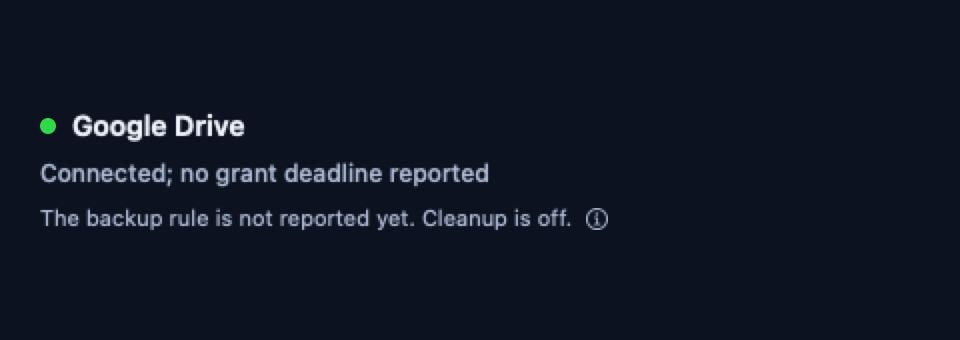 Google Drive
Connected; no grant deadline reported
The backup rule is not reported yet. Cleanup is off.